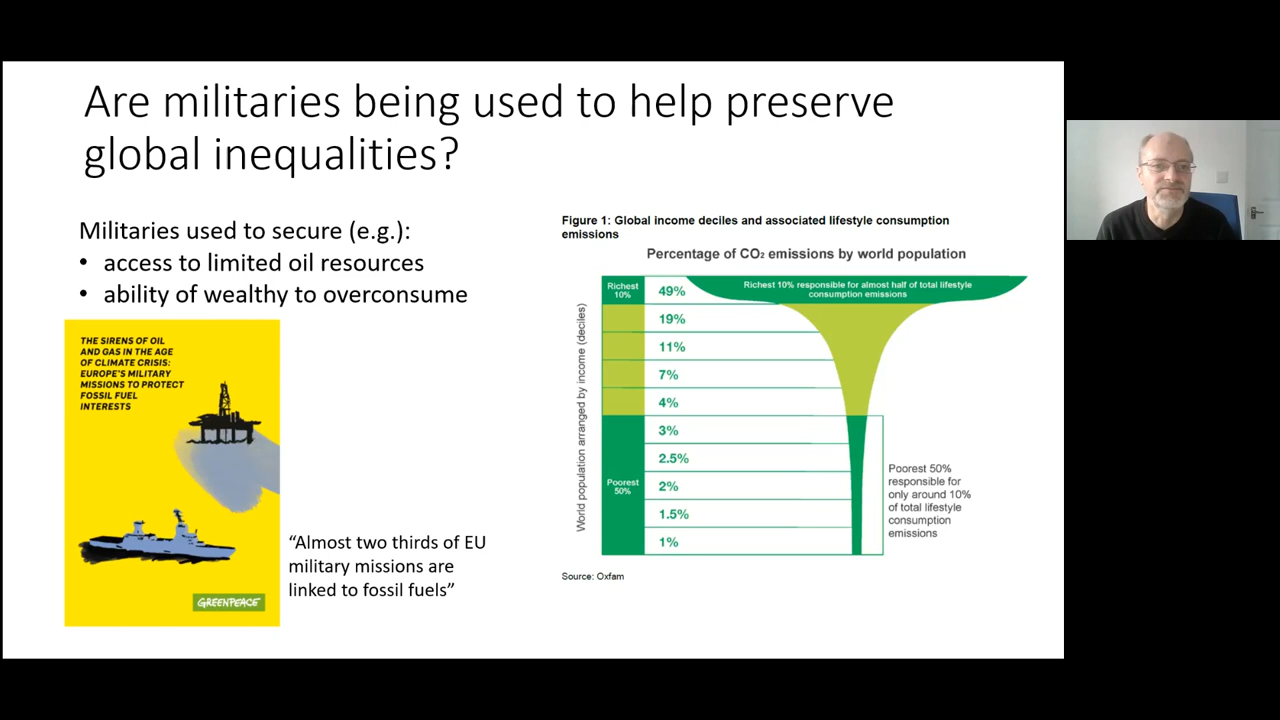 Are militaries being used to help preserve
global inequalities?
Militaries used to secure (e.g.):
• access to limited oil resources
• ability of wealthy to overconsume
THE SIRENS OF OIL
AND GAS IN THE AGE
OF CLIMATE CRISIS:
EUROPE'S MILITARY
MISSIONS TO PROTECT
FOSSIL FUEL
INTERESTS
GREENPEACE
“Almost two thirds of EU
military missions are
linked to fossil fuels”
Figure 1: Global income deciles and associated lifestyle consumption
emissions
Percentage of CO₂ emissions by world population
World population arranged by income (deciles)
Richest
10%
49%
Richest 10% responsible for almost half of total lifestyle
consumption emissions
19%
11%
7%
4%
3%
2.5%
Poorest
50%
2%
1.5%
1%
Poorest 50%
responsible for
only around 10%
of total lifestyle
consumption
emissions
Source: Oxfam